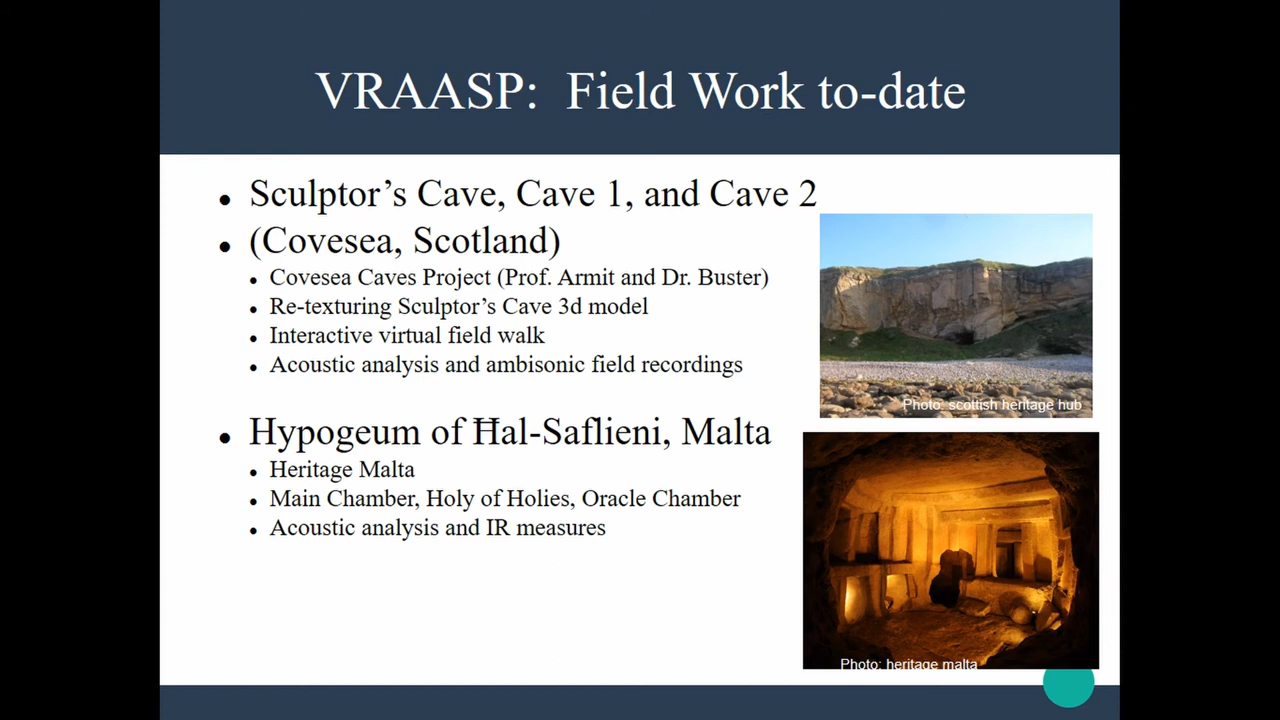 VRAASP: Field Work to-date
Sculptor's Cave, Cave 1, and Cave 2
(Covesea, Scotland)
Covesea Caves Project (Prof. Armit and Dr. Buster)
Re-texturing Sculptor's Cave 3d model
Interactive virtual field walk
Acoustic analysis and ambisonic field recordings
Photo: scottish heritage hub
Hypogeum of Ħal-Saflieni, Malta
Heritage Malta
Main Chamber, Holy of Holies, Oracle Chamber
Acoustic analysis and IR measures
Photo: heritage malta